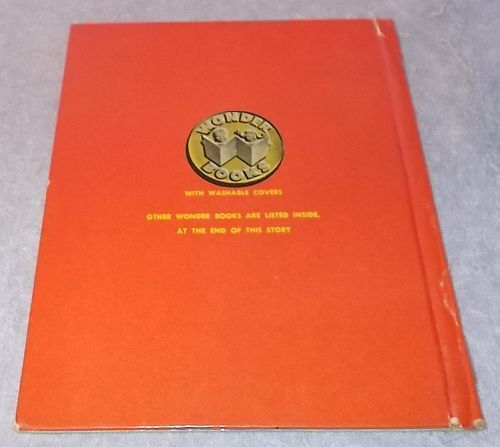 WONDER
BOOKS
WITH WASHABLE COVERS
OTHER WONDER BOOKS ARE LISTED INSIDE,
AT THE END OF THIS STORY